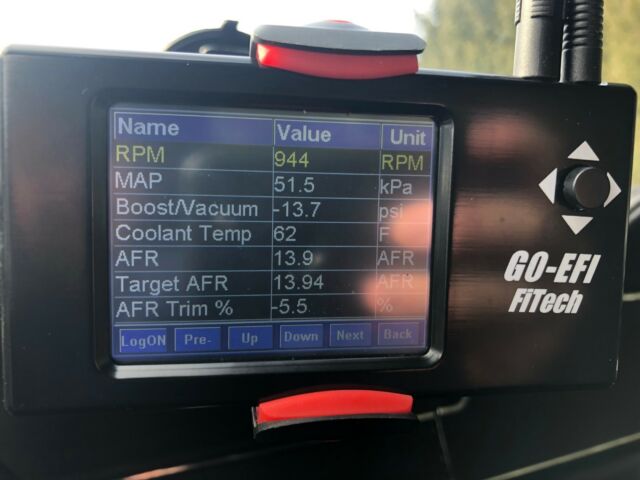 Name Value Unit
RPM 944 RPM
MAP 51.5 kPa
Boost/Vacuum -13.7 psi
Coolant Temp 62 F
AFR 13.9 AFR
Target AFR 13.94 AFR
AFR Trim % -5.5 %
LogON Pre- Up Down Next Back
GO-EFI
FiTech